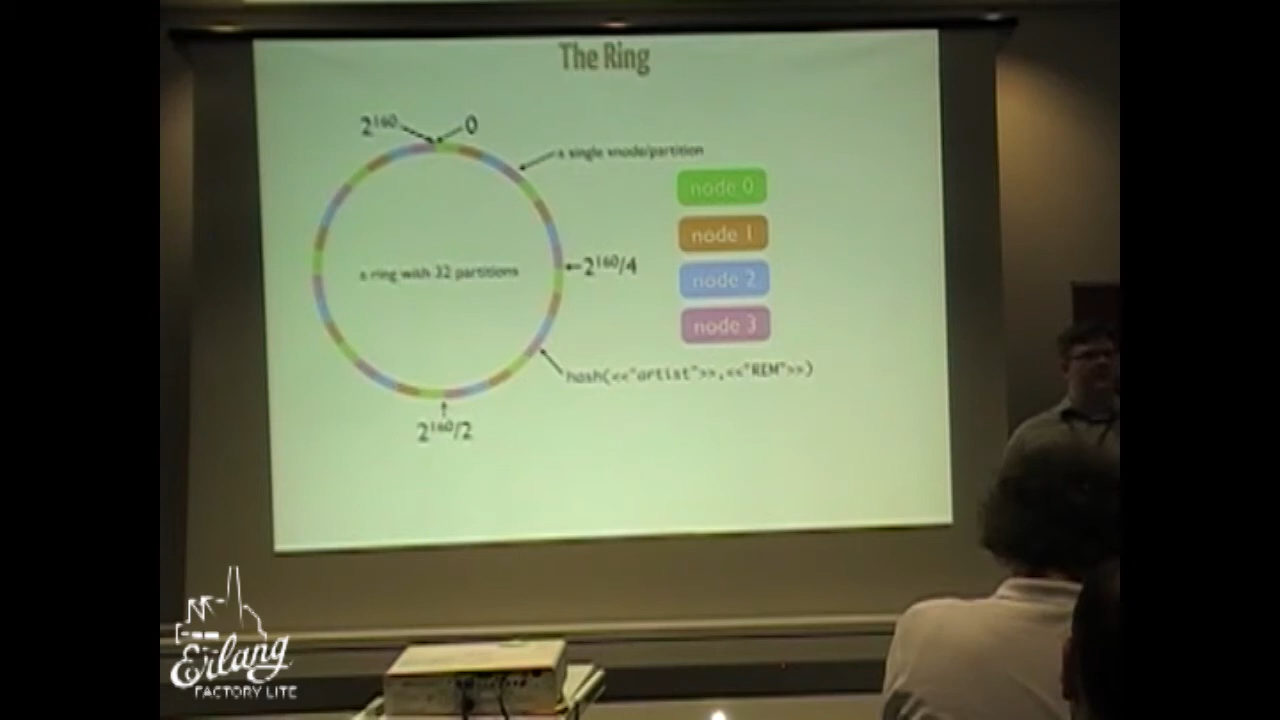 The Ring
2¹⁶⁰ 0
a single vnode/partition
node 0
node 1
←2¹⁶⁰/4
a ring with 32 partitions
node 2
node 3
hash(<<"artist">>,<<"REM">>)
2¹⁶⁰/2
Erlang
FACTORY LITE